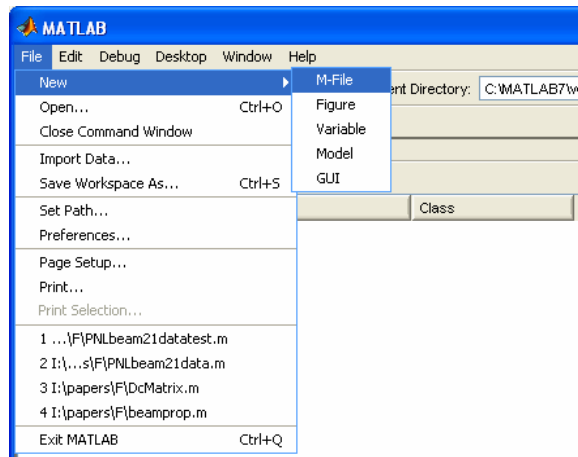 MATLAB
File Edit Debug Desktop Window Help
New M-File
ent Directory: C:\MATLAB7\w
Open... Ctrl+O Figure
Close Command Window Variable
Import Data... Model
Save Workspace As... Ctrl+S GUI
Set Path... Class
Preferences...
Page Setup...
Print...
Print Selection...
1 ...\F\PNLbeam21datatest.m
2 I:\...s\F\PNLbeam21data.m
3 I:\papers\F\DcMatrix.m
4 I:\papers\F\beamprop.m
Exit MATLAB Ctrl+Q